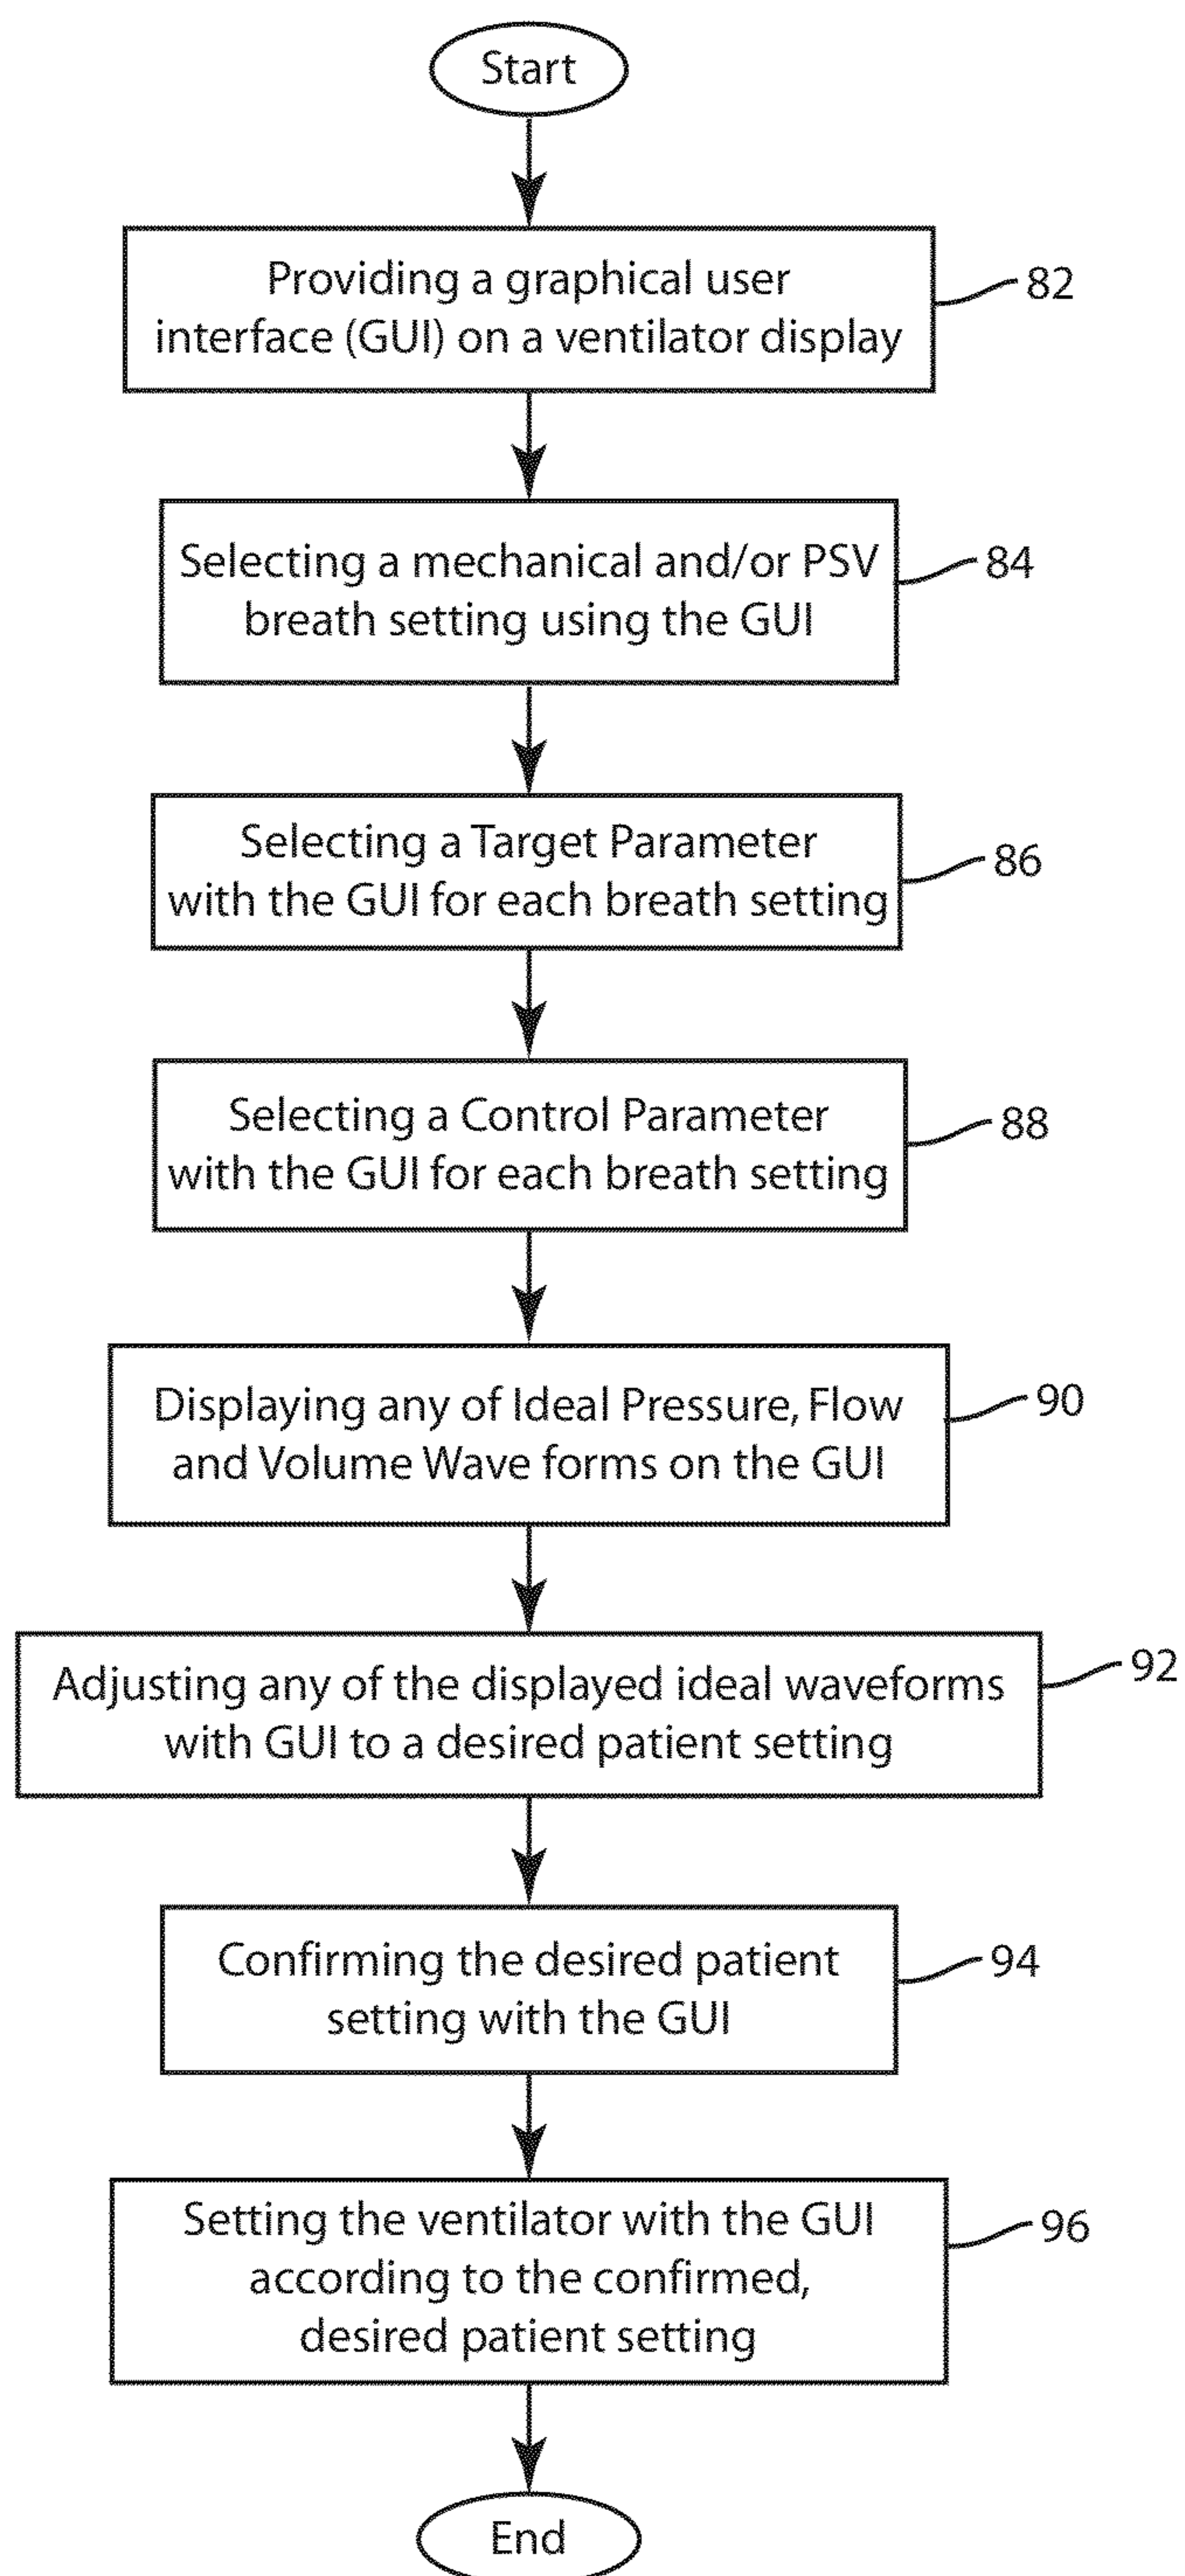 Start
Providing a graphical user
interface (GUI) on a ventilator display
82
Selecting a mechanical and/or PSV
breath setting using the GUI
84
Selecting a Target Parameter
with the GUI for each breath setting
86
Selecting a Control Parameter
with the GUI for each breath setting
88
Displaying any of Ideal Pressure, Flow
and Volume Wave forms on the GUI
90
Adjusting any of the displayed ideal waveforms
with GUI to a desired patient setting
92
Confirming the desired patient
setting with the GUI
94
Setting the ventilator with the GUI
according to the confirmed,
desired patient setting
96
End